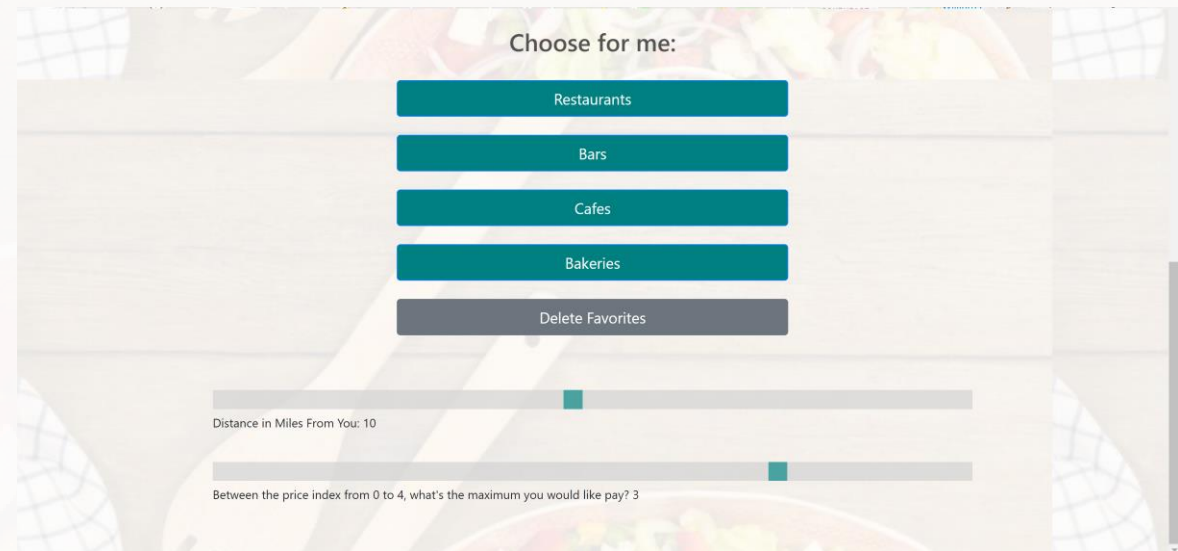 Choose for me:
Restaurants
Bars
Cafes
Bakeries
Delete Favorites
Distance in Miles From You: 10
Between the price index from 0 to 4, what's the maximum you would like pay? 3